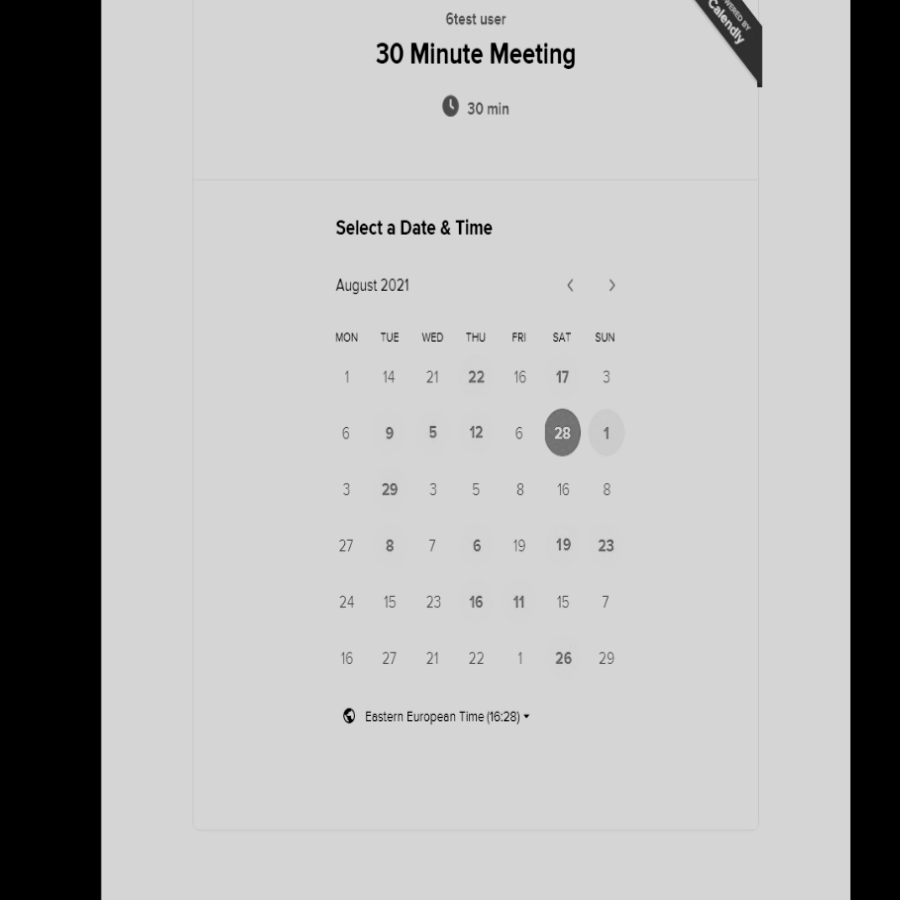 6test user
30 Minute Meeting
30 min
Calendly
Select a Date & Time
August 2021
MON TUE WED THU FRI SAT SUN
1 14 21 22 16 17 3
6 9 5 12 6 28 1
3 29 3 5 8 16 8
27 8 7 6 19 19 23
24 15 23 16 11 15 7
16 27 21 22 1 26 29
Eastern European Time (16:28)